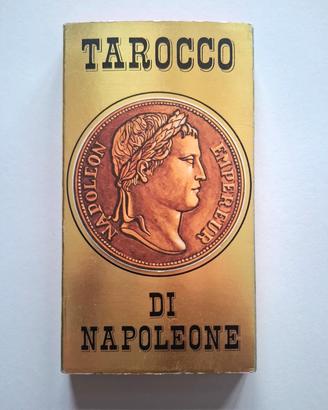 TAROCCO
NAPOLEON
EMPEREUR
DI
NAPOLEONE